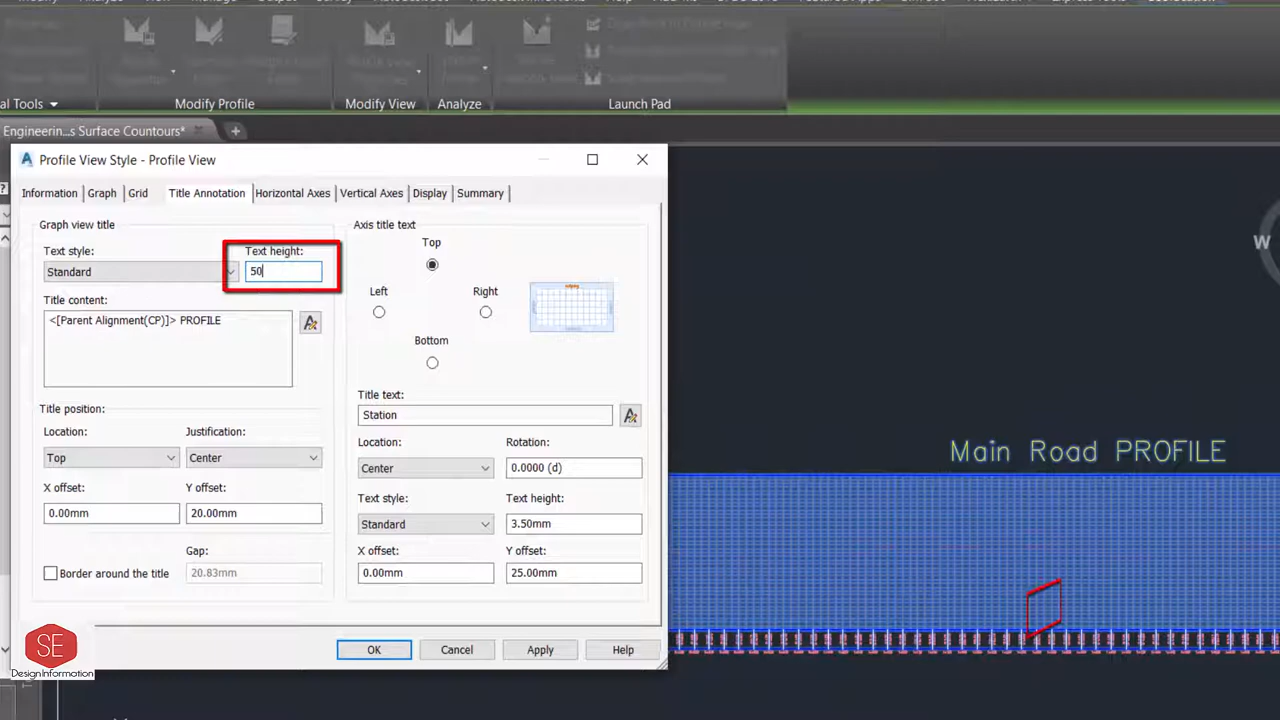 al Tools
Modify Profile
Modify View
Analyze
Launch Pad
Engineerin...s Surface Countours*
Profile View Style - Profile View
Information
Graph
Grid
Title Annotation
Horizontal Axes
Vertical Axes
Display
Summary
Graph view title
Text style:
Text height:
Standard
50
Title content:
<[Parent Alignment(CP)]> PROFILE
Title position:
Location:
Justification:
Top
Center
X offset:
Y offset:
0.00mm
20.00mm
Gap:
Border around the title
20.83mm
Axis title text
Top
Left
Right
Bottom
Title text:
Station
Location:
Rotation:
Center
0.0000 (d)
Text style:
Text height:
Standard
3.50mm
X offset:
Y offset:
0.00mm
25.00mm
OK
Cancel
Apply
Help
W
Main Road PROFILE
SE
Design Information